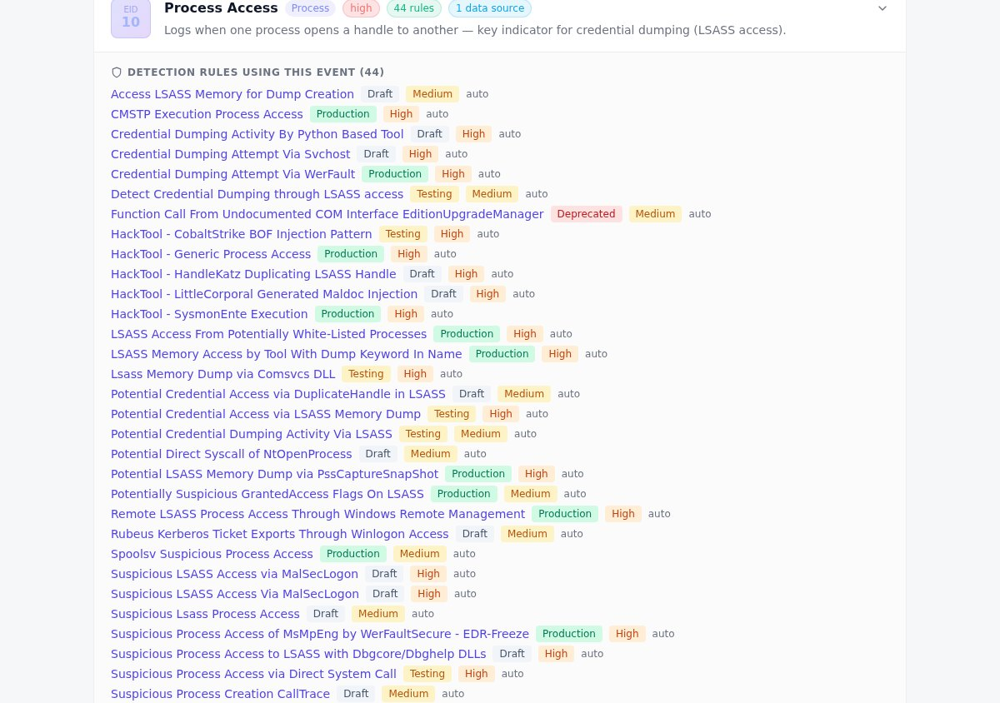 EID
10
Process Access Process high 44 rules 1 data source
Logs when one process opens a handle to another — key indicator for credential dumping (LSASS access).
DETECTION RULES USING THIS EVENT (44)
Access LSASS Memory for Dump Creation Draft Medium auto
CMSTP Execution Process Access Production High auto
Credential Dumping Activity By Python Based Tool Draft High auto
Credential Dumping Attempt Via Svchost Draft High auto
Credential Dumping Attempt Via WerFault Production High auto
Detect Credential Dumping through LSASS access Testing Medium auto
Function Call From Undocumented COM Interface EditionUpgradeManager Deprecated Medium auto
HackTool - CobaltStrike BOF Injection Pattern Testing High auto
HackTool - Generic Process Access Production High auto
HackTool - HandleKatz Duplicating LSASS Handle Draft High auto
HackTool - LittleCorporal Generated Maldoc Injection Draft High auto
HackTool - SysmonEnte Execution Production High auto
LSASS Access From Potentially White-Listed Processes Production High auto
LSASS Memory Access by Tool With Dump Keyword In Name Production High auto
Lsass Memory Dump via Comsvcs DLL Testing High auto
Potential Credential Access via DuplicateHandle in LSASS Draft Medium auto
Potential Credential Access via LSASS Memory Dump Testing High auto
Potential Credential Dumping Activity Via LSASS Testing Medium auto
Potential Direct Syscall of NtOpenProcess Draft Medium auto
Potential LSASS Memory Dump via PssCaptureSnapShot Production High auto
Potentially Suspicious GrantedAccess Flags On LSASS Production Medium auto
Remote LSASS Process Access Through Windows Remote Management Production High auto
Rubeus Kerberos Ticket Exports Through Winlogon Access Draft Medium auto
Spoolsv Suspicious Process Access Production Medium auto
Suspicious LSASS Access via MalSecLogon Draft High auto
Suspicious LSASS Access Via MalSecLogon Draft High auto
Suspicious Lsass Process Access Draft Medium auto
Suspicious Process Access of MsMpEng by WerFaultSecure - EDR-Freeze Production High auto
Suspicious Process Access to LSASS with Dbgcore/Dbghelp DLLs Draft High auto
Suspicious Process Access via Direct System Call Testing High auto
Suspicious Process Creation CallTrace Draft Medium auto